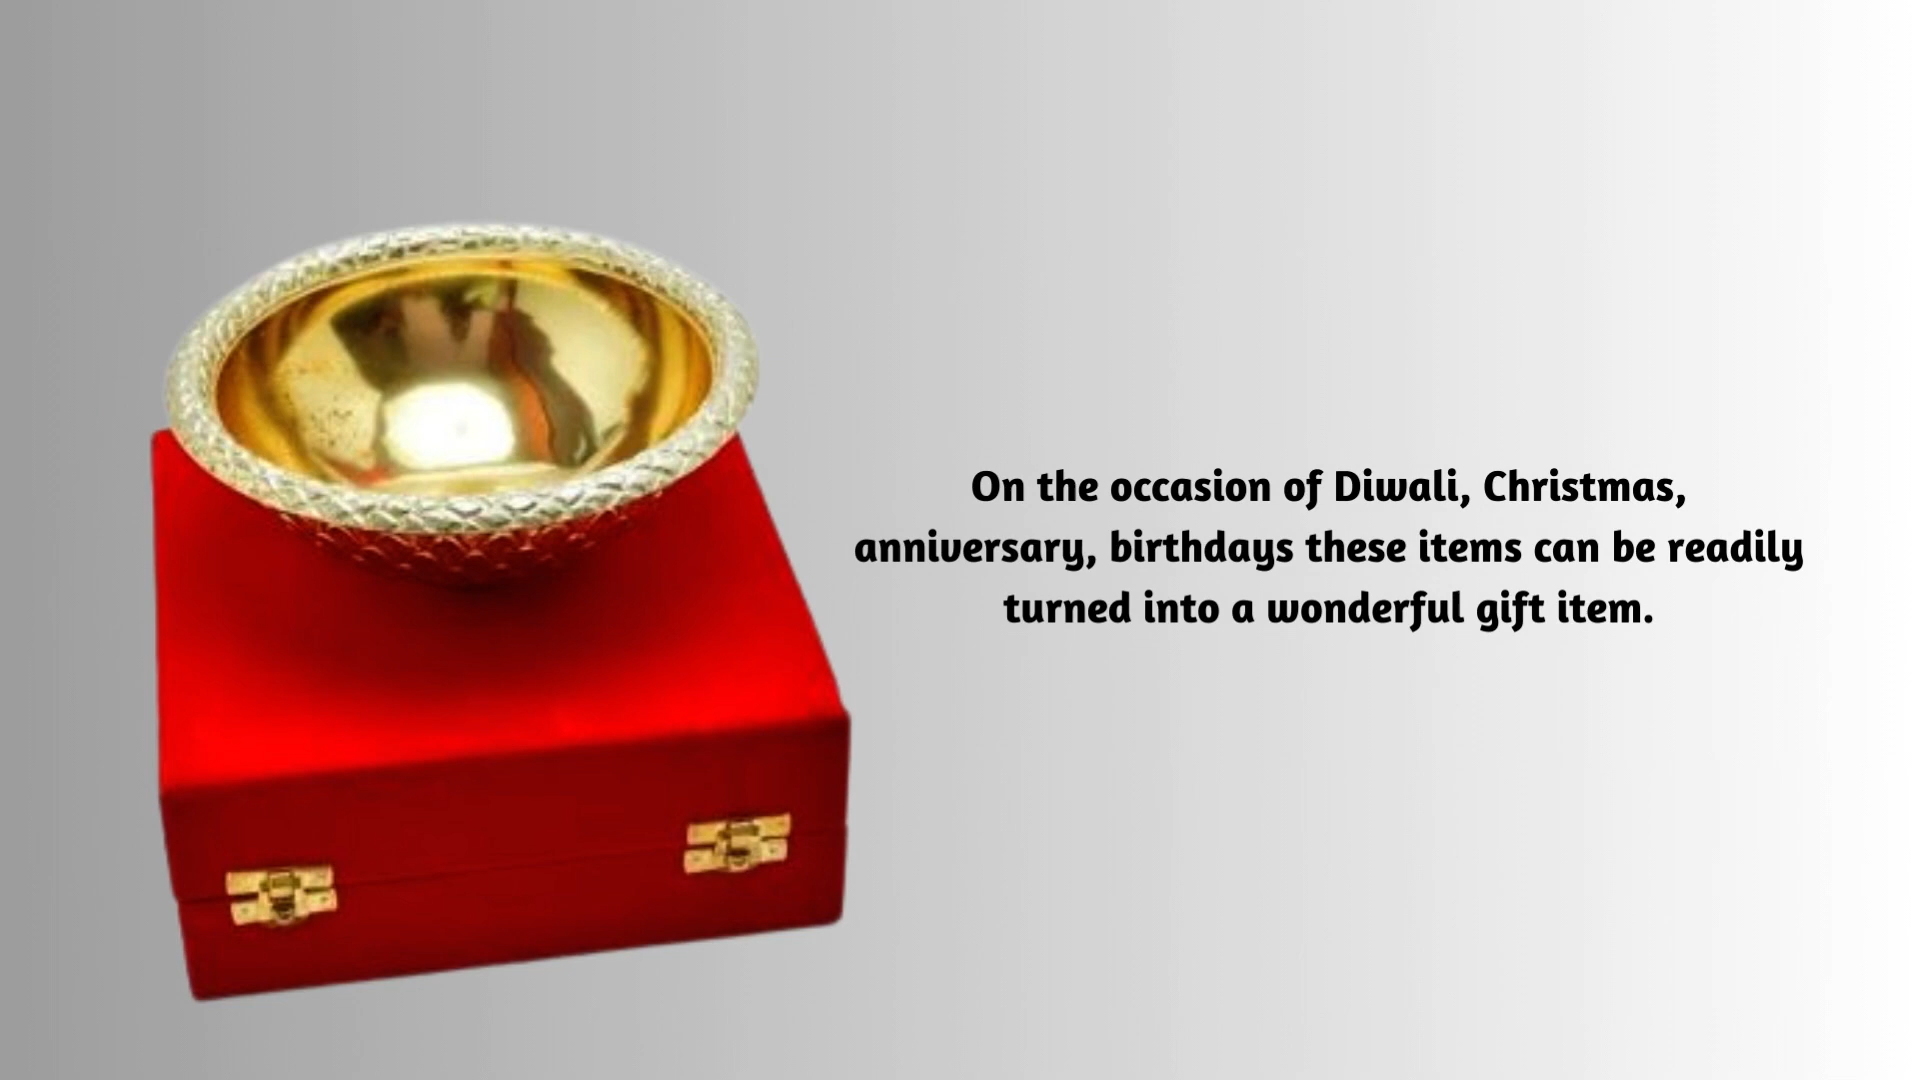 On the occasion of Diwali, Christmas,
anniversary, birthdays these items can be readily
turned into a wonderful gift item.